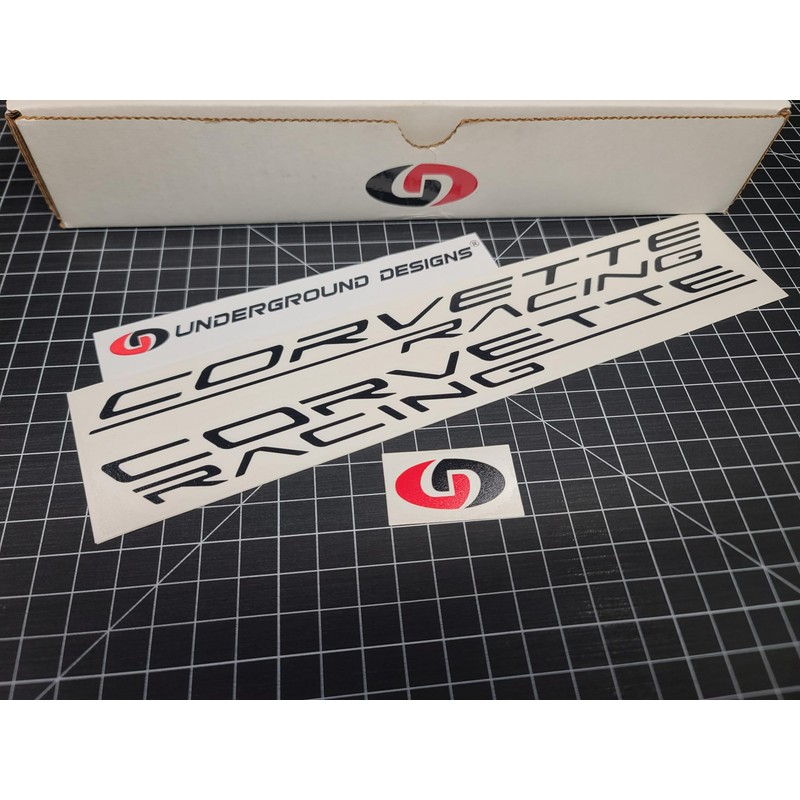 UNDERGROUND DESIGNS®
CORVETTE
RACING
CORVETTE
RACING